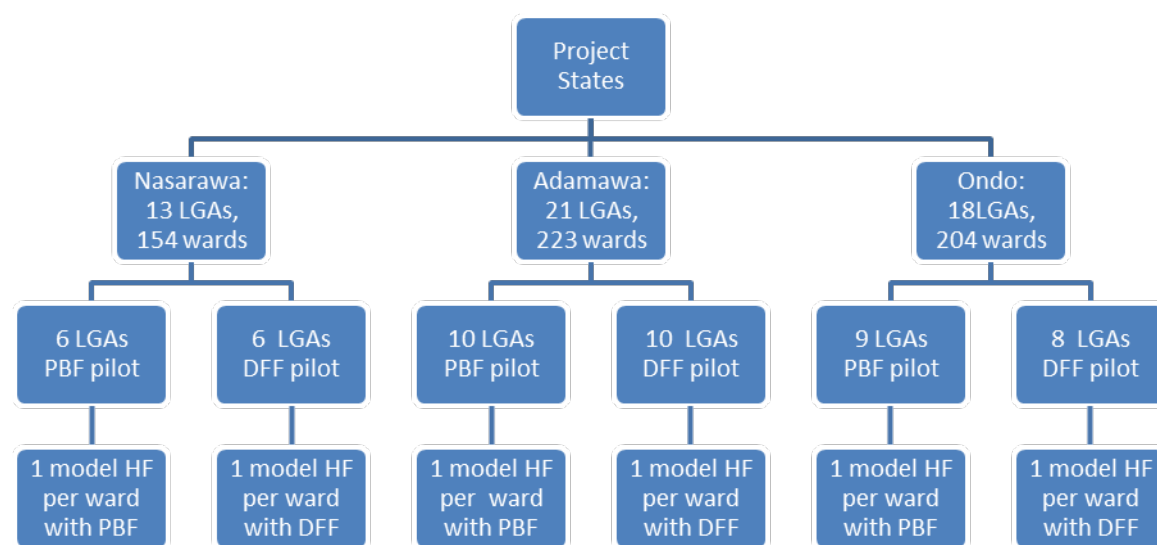 Project
States
Nasarawa:
13 LGAs,
154 wards
Adamawa:
21 LGAs,
223 wards
Ondo:
18LGAs,
204 wards
6 LGAs
PBF pilot
6 LGAs
DFF pilot
10 LGAs
PBF pilot
10 LGAs
DFF pilot
9 LGAs
PBF pilot
8 LGAs
DFF pilot
1 model HF
per ward
with PBF
1 model HF
per ward
with DFF
1 model HF
per ward
with PBF
1 model HF
per ward
with DFF
1 model HF
per ward
with PBF
1 model HF
per ward
with DFF